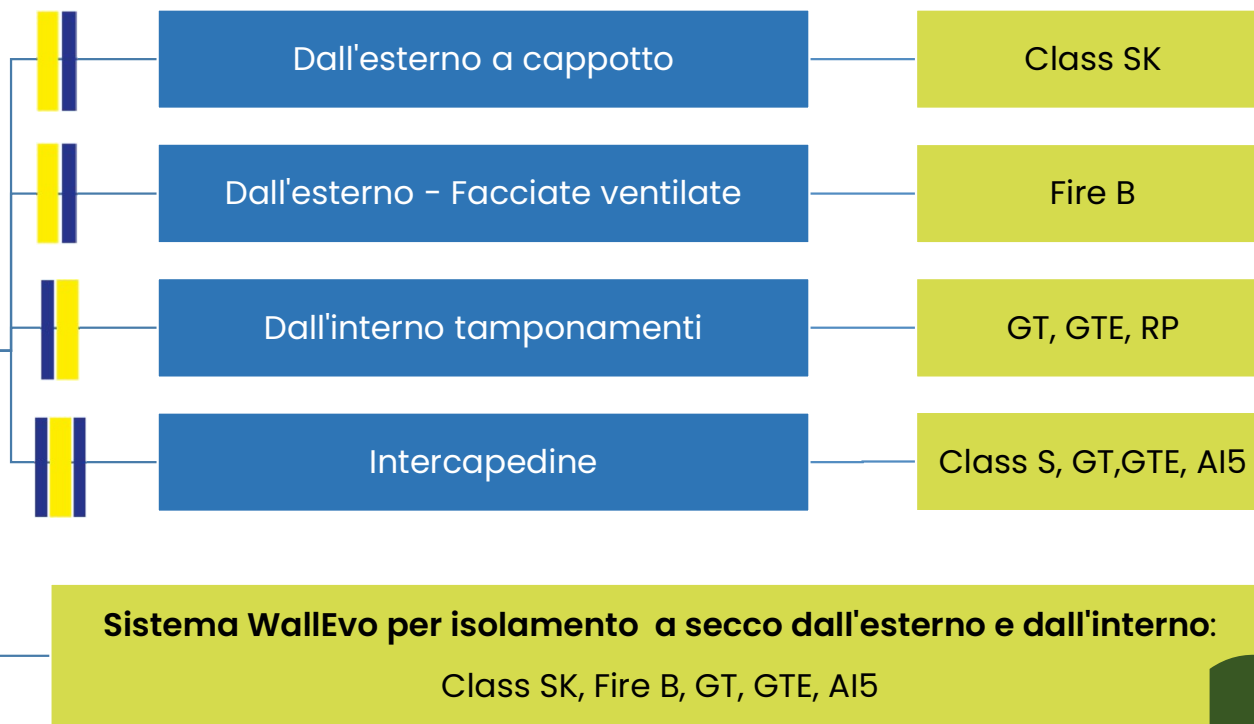 Dall'esterno a cappotto
Class SK
Dall'esterno - Facciate ventilate
Fire B
Dall'interno tamponamenti
GT, GTE, RP
Intercapedine
Class S, GT,GTE, AI5
Sistema WallEvo per isolamento a secco dall'esterno e dall'interno:
Class SK, Fire B, GT, GTE, AI5